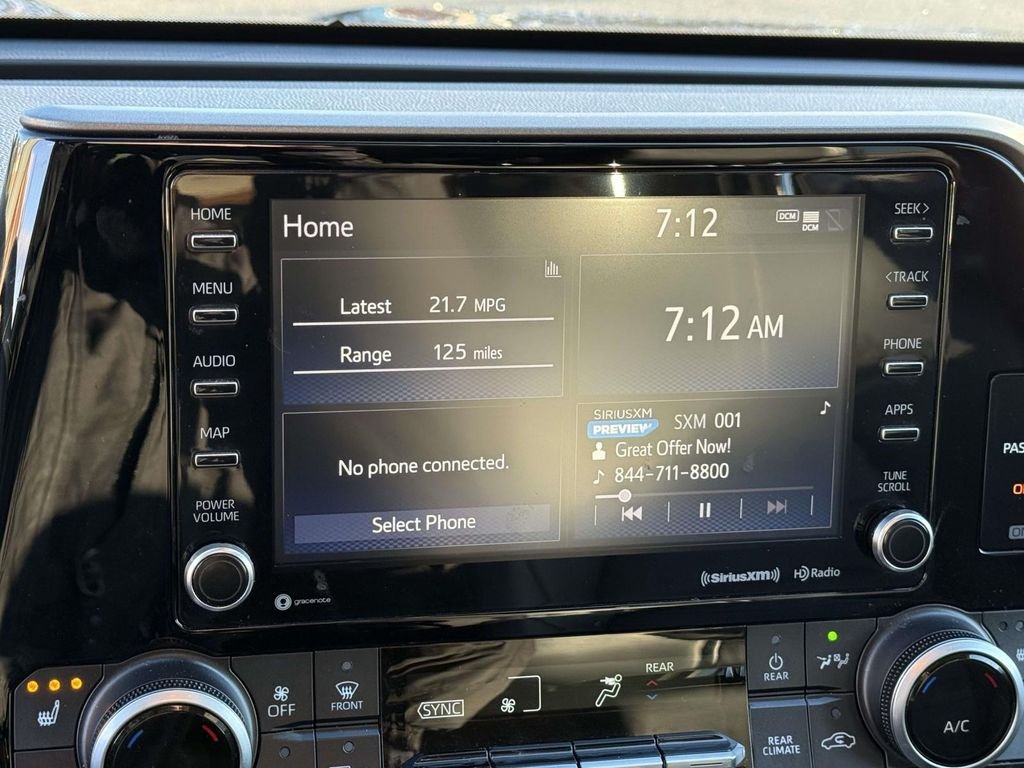 HOME
MENU
AUDIO
MAP
POWER
VOLUME
Home
7:12
DCM
DCM
Latest 21.7 MPG
Range 125 miles
7:12 AM
No phone connected.
Select Phone
SIRIUSXM
PREVIEW
SXM 001
Great Offer Now!
844-711-8800
SEEK>
<TRACK
PHONE
APPS
TUNE
SCROLL
gracenote
((SiriusXM))
HD Radio
PAS
OFF
FRONT
SYNC
REAR
REAR
REAR
CLIMATE
A/C